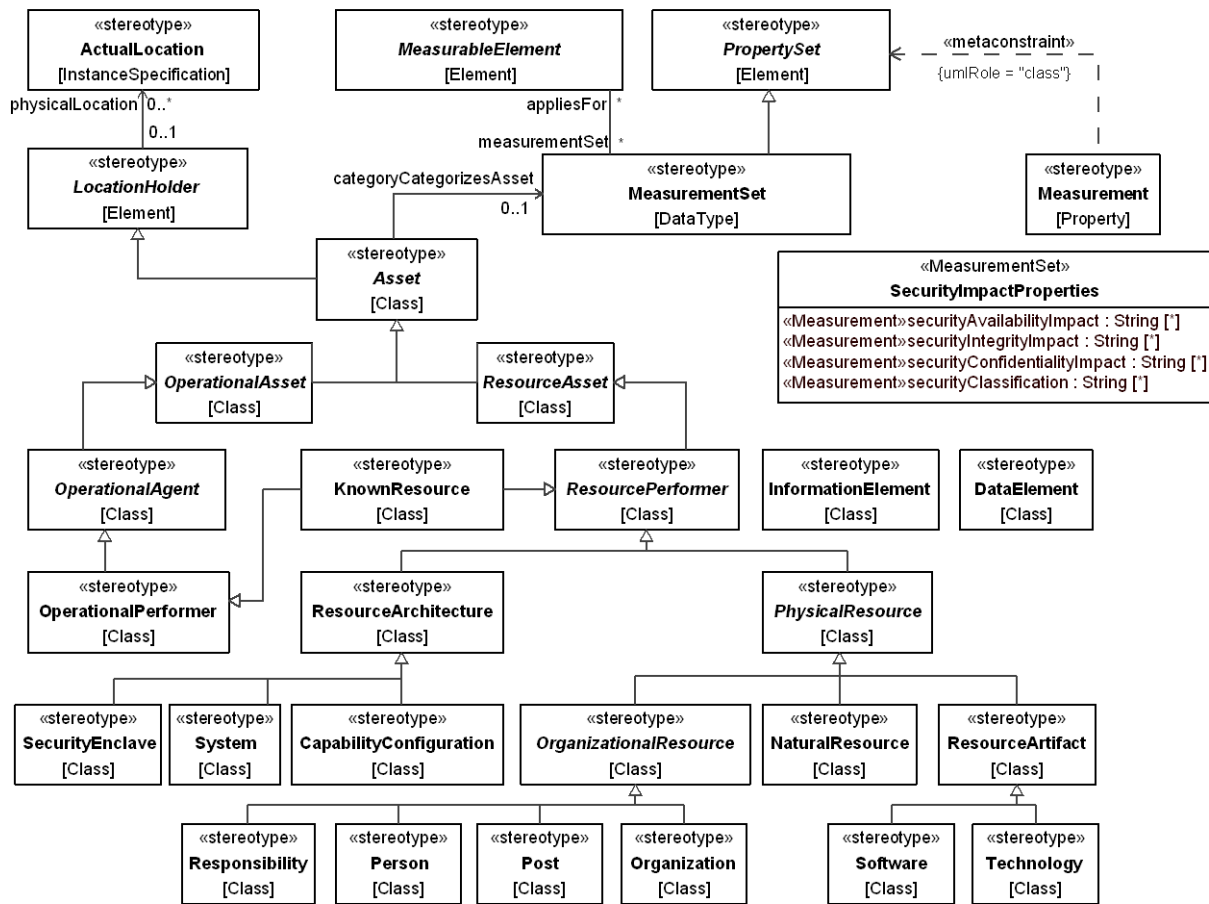 «stereotype»
ActualLocation
[InstanceSpecification]
«stereotype»
MeasurableElement
[Element]
«stereotype»
PropertySet
[Element]
«metaconstraint»
{umlRole = "class"}
physicalLocation 0..*
0..1
appliesFor *
measurementSet *
«stereotype»
LocationHolder
[Element]
categoryCategorizesAsset
0..1
«stereotype»
MeasurementSet
[DataType]
«stereotype»
Measurement
[Property]
«stereotype»
Asset
[Class]
«MeasurementSet»
SecurityImpactProperties
«Measurement»securityAvailabilityImpact : String [*]
«Measurement»securityIntegrityImpact : String [*]
«Measurement»securityConfidentialityImpact : String [*]
«Measurement»securityClassification : String [*]
«stereotype»
OperationalAsset
[Class]
«stereotype»
ResourceAsset
[Class]
«stereotype»
OperationalAgent
[Class]
«stereotype»
KnownResource
[Class]
«stereotype»
ResourcePerformer
[Class]
«stereotype»
InformationElement
[Class]
«stereotype»
DataElement
[Class]
«stereotype»
OperationalPerformer
[Class]
«stereotype»
ResourceArchitecture
[Class]
«stereotype»
PhysicalResource
[Class]
«stereotype»
SecurityEnclave
[Class]
«stereotype»
System
[Class]
«stereotype»
CapabilityConfiguration
[Class]
«stereotype»
OrganizationalResource
[Class]
«stereotype»
NaturalResource
[Class]
«stereotype»
ResourceArtifact
[Class]
«stereotype»
Responsibility
[Class]
«stereotype»
Person
[Class]
«stereotype»
Post
[Class]
«stereotype»
Organization
[Class]
«stereotype»
Software
[Class]
«stereotype»
Technology
[Class]